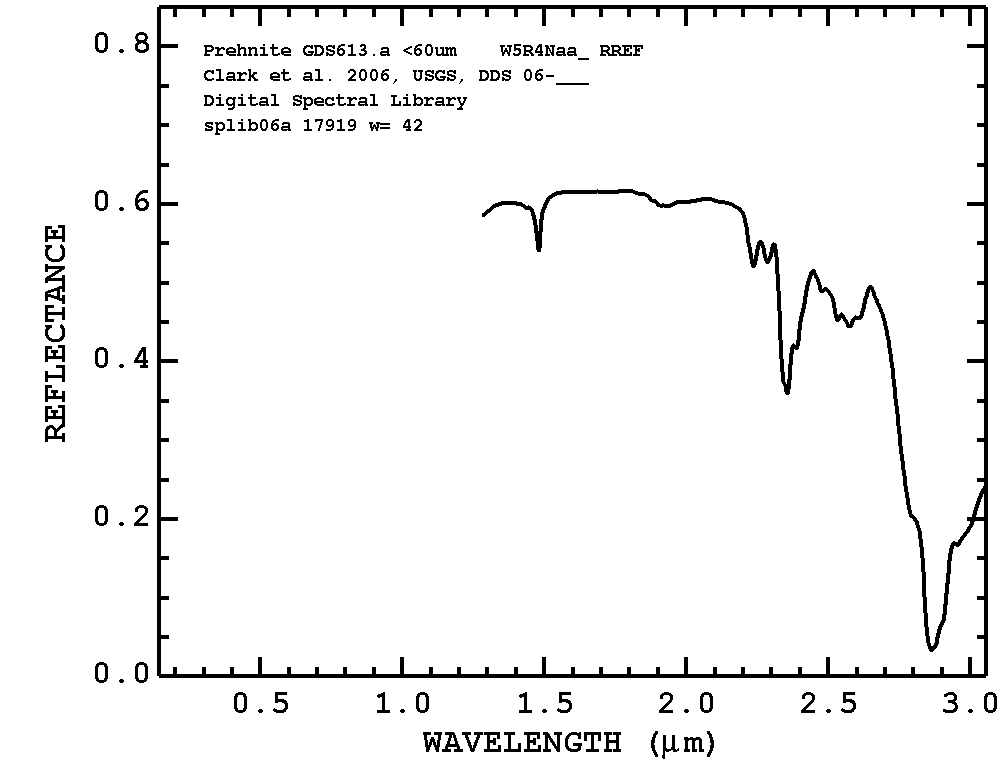 0.8
Prehnite GDS613.a <60um W5R4Naa_ RREF
Clark et al. 2006, USGS, DDS 06-___
Digital Spectral Library
splib06a 17919 w= 42
0.6
REFLECTANCE
0.4
0.2
0.0
0.5 1.0 1.5 2.0 2.5 3.0
WAVELENGTH (μm)